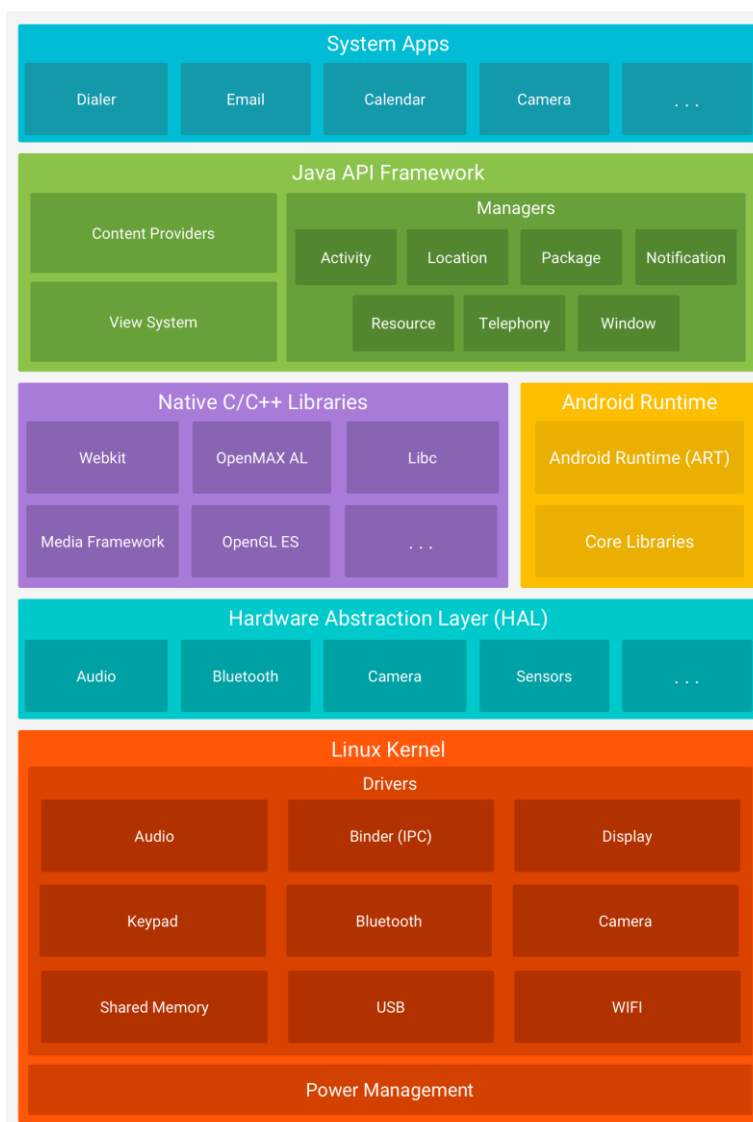 System Apps
Dialer
Email
Calendar
Camera
. . .
Java API Framework
Content Providers
View System
Managers
Activity
Location
Package
Notification
Resource
Telephony
Window
Native C/C++ Libraries
Webkit
OpenMAX AL
Libc
Media Framework
OpenGL ES
. . .
Android Runtime
Android Runtime (ART)
Core Libraries
Hardware Abstraction Layer (HAL)
Audio
Bluetooth
Camera
Sensors
. . .
Linux Kernel
Drivers
Audio
Binder (IPC)
Display
Keypad
Bluetooth
Camera
Shared Memory
USB
WIFI
Power Management